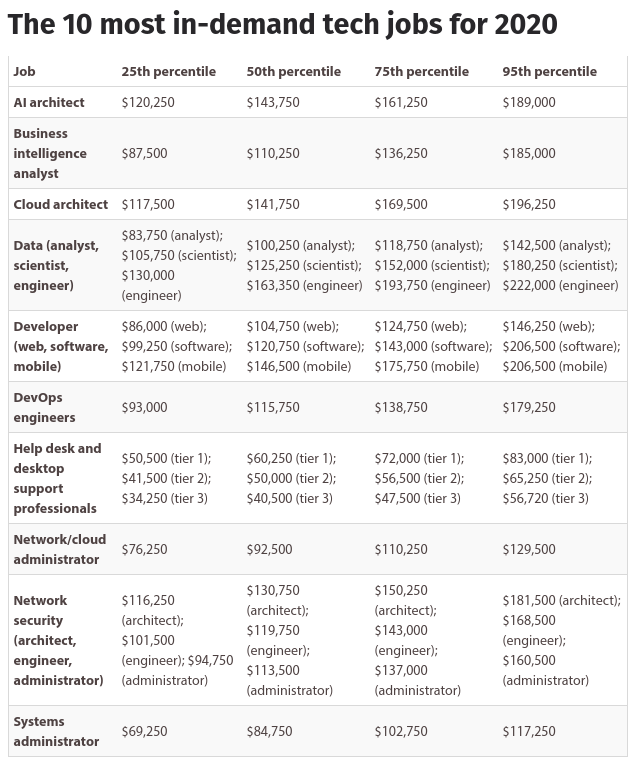 The 10 most in-demand tech jobs for 2020
Job 25th percentile 50th percentile 75th percentile 95th percentile
AI architect $120,250 $143,750 $161,250 $189,000
Business
intelligence $87,500 $110,250 $136,250 $185,000
analyst
Cloud architect $117,500 $141,750 $169,500 $196,250
$83,750 (analyst);
Data (analyst, $105,750 (scientist); $100,250 (analyst); $118,750 (analyst); $142,500 (analyst);
scientist, $130,000 $125,250 (scientist); $152,000 (scientist); $180,250 (scientist);
engineer) (engineer) $163,350 (engineer) $193,750 (engineer) $222,000 (engineer)
Developer $86,000 (web); $104,750 (web); $124,750 (web); $146,250 (web);
(web, software, $99,250 (software); $120,750 (software); $143,000 (software); $206,500 (software);
mobile) $121,750 (mobile) $146,500 (mobile) $175,750 (mobile) $206,500 (mobile)
DevOps
engineers $93,000 $115,750 $138,750 $179,250
Help desk and
desktop $50,500 (tier 1); $60,250 (tier 1); $72,000 (tier 1); $83,000 (tier 1);
support $41,500 (tier 2); $50,000 (tier 2); $56,500 (tier 2); $65,250 (tier 2);
professionals $34,250 (tier 3) $40,500 (tier 3) $47,500 (tier 3) $56,720 (tier 3)
Network/cloud
administrator $76,250 $92,500 $110,250 $129,500
$130,750 $150,250
Network $116,250 (architect); (architect); $181,500 (architect);
security (architect); $119,750 $143,000 $168,500
(architect, $101,500 (engineer); (engineer); (engineer);
engineer, (engineer); $94,750 $113,500 $137,000 $160,500
administrator) (administrator) (administrator) (administrator) (administrator)
Systems
administrator $69,250 $84,750 $102,750 $117,250